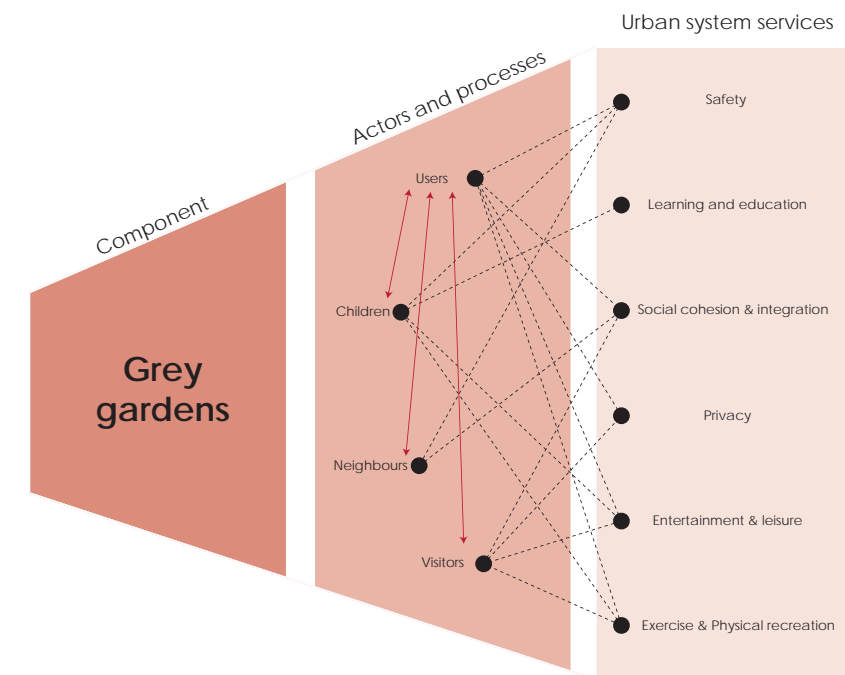 Component
Grey
gardens
Actors and processes
Users
Children
Neighbours
Visitors
Urban system services
Safety
Learning and education
Social cohesion & integration
Privacy
Entertainment & leisure
Exercise & Physical recreation